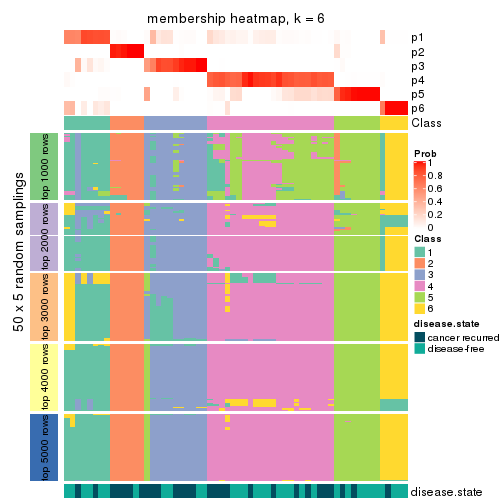 membership heatmap, k = 6
p1
p2
p3
p4
p5
p6
Class
50 x 5 random samplings
top 1000 rows
top 2000 rows
top 3000 rows
top 4000 rows
top 5000 rows
Prob
1
0.8
0.6
0.4
0.2
0
Class
1
2
3
4
5
6
disease.state
cancer recurred
disease-free
disease.state